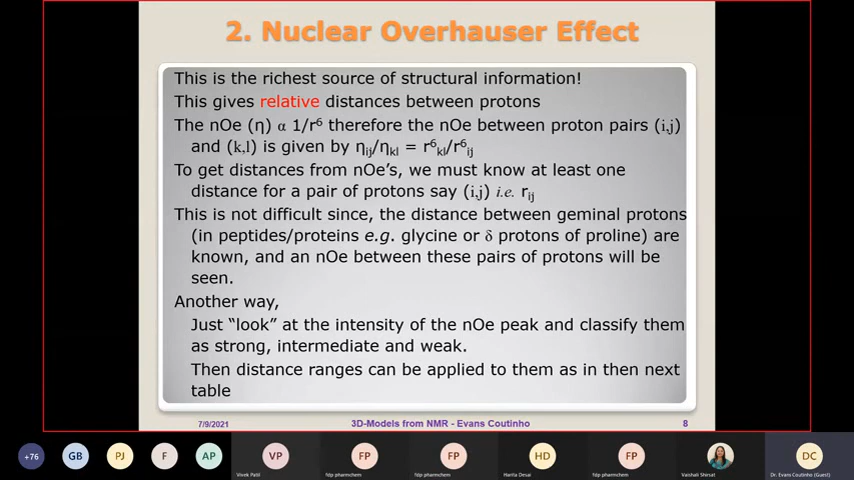 2. Nuclear Overhauser Effect
This is the richest source of structural information!
This gives relative distances between protons
The nOe (η) α 1/r⁶ therefore the nOe between proton pairs (i,j)
and (k,l) is given by ηij/ηkl = r⁶kl/r⁶ij
To get distances from nOe's, we must know at least one
distance for a pair of protons say (i,j) i.e. rij
This is not difficult since, the distance between geminal protons
(in peptides/proteins e.g. glycine or δ protons of proline) are
known, and an nOe between these pairs of protons will be
seen.
Another way,
Just “look” at the intensity of the nOe peak and classify them
as strong, intermediate and weak.
Then distance ranges can be applied to them as in then next
table
7/9/2021 3D-Models from NMR - Evans Coutinho 8
+76 GB PJ F AP VP FP FP HD FP DC
Vivek Patil fdp pharmchem fdp pharmchem Harita Desai fdp pharmchem Vaishali Shirsat Dr. Evans Coutinho (Guest)